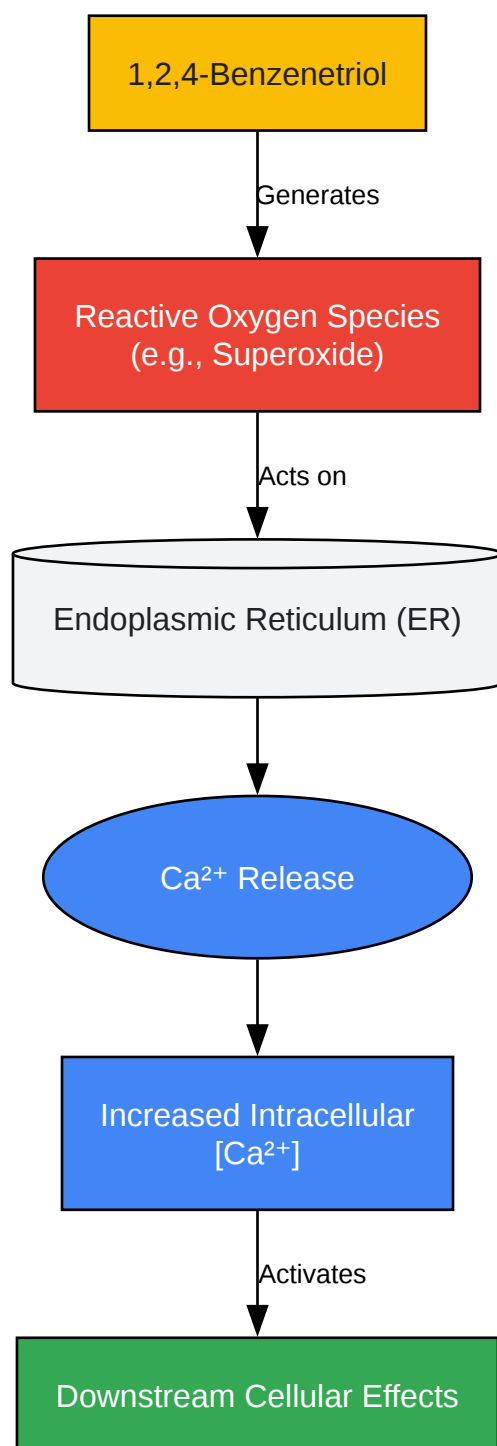 1,2,4-Benzenetriol
Generates
Reactive Oxygen Species
(e.g., Superoxide)
Acts on
Endoplasmic Reticulum (ER)
Ca²⁺ Release
Increased Intracellular
[Ca²⁺]
Activates
Downstream Cellular Effects